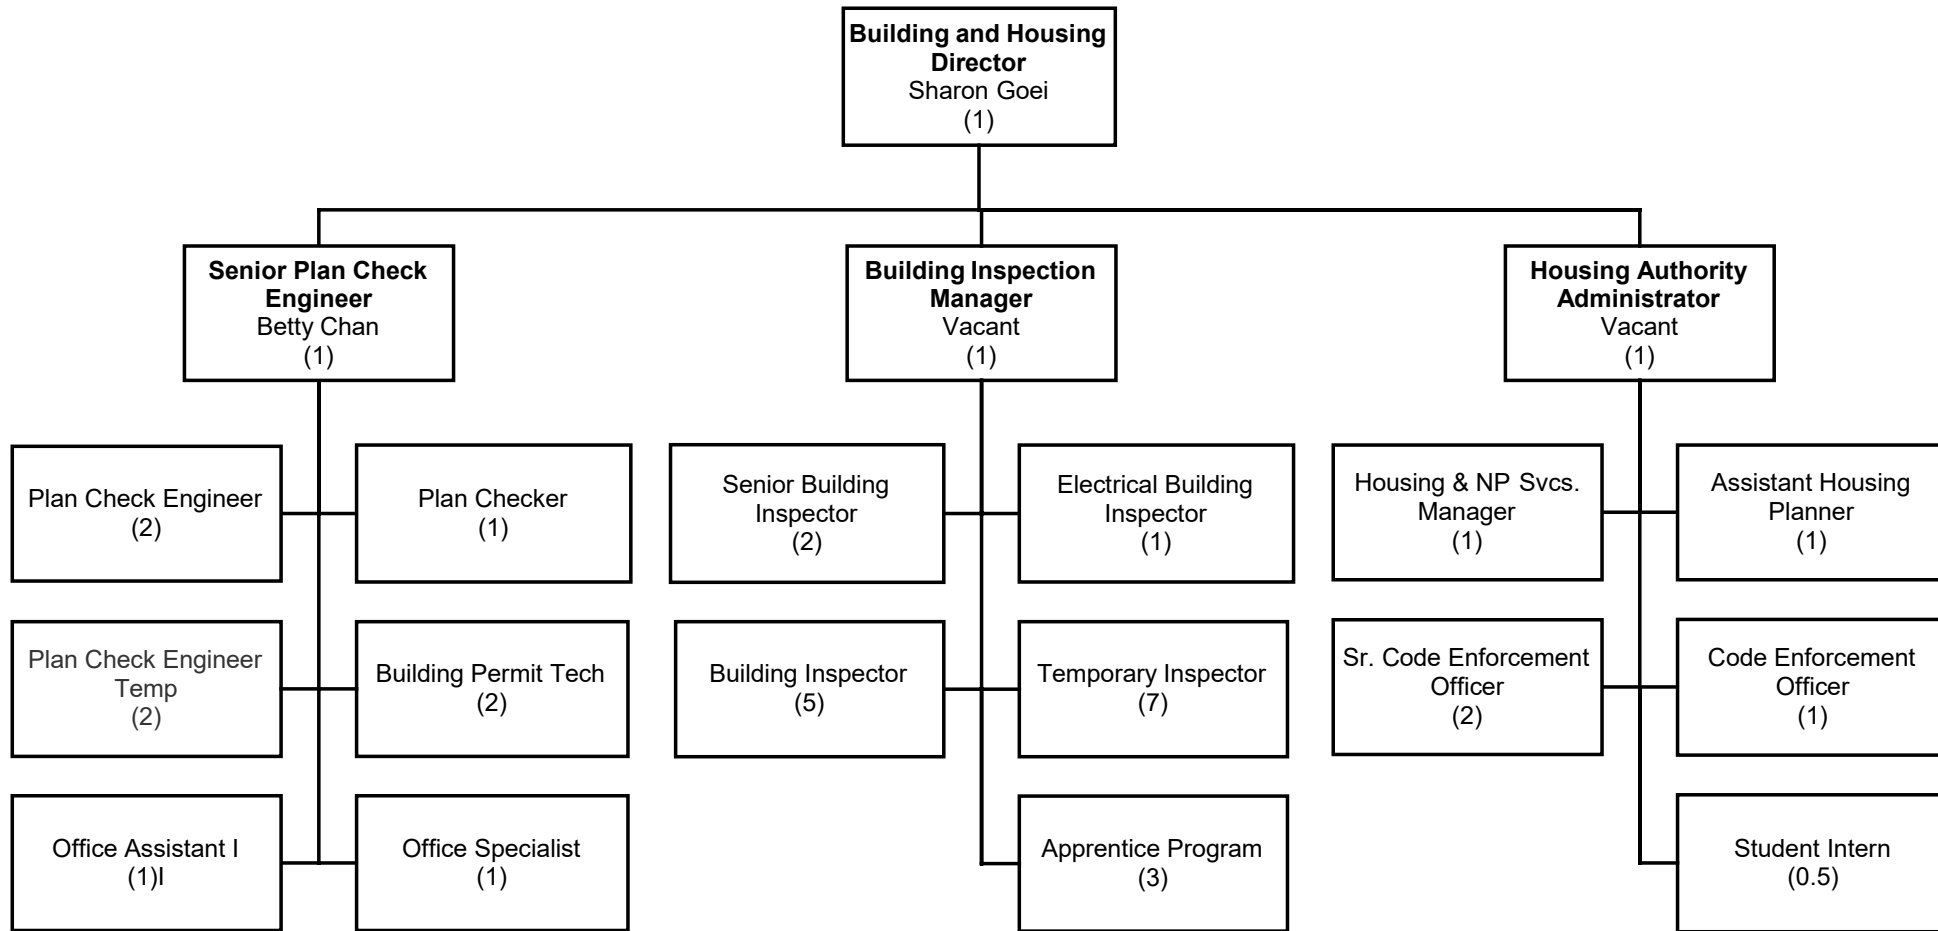 Building and Housing
Director
Sharon Goei
(1)
Senior Plan Check
Engineer
Betty Chan
(1)
Building Inspection
Manager
Vacant
(1)
Housing Authority
Administrator
Vacant
(1)
Plan Check Engineer
(2)
Plan Checker
(1)
Senior Building
Inspector
(2)
Electrical Building
Inspector
(1)
Housing & NP Svcs.
Manager
(1)
Assistant Housing
Planner
(1)
Plan Check Engineer
Temp
(2)
Building Permit Tech
(2)
Building Inspector
(5)
Temporary Inspector
(7)
Sr. Code Enforcement
Officer
(2)
Code Enforcement
Officer
(1)
Office Assistant I
(1)I
Office Specialist
(1)
Apprentice Program
(3)
Student Intern
(0.5)